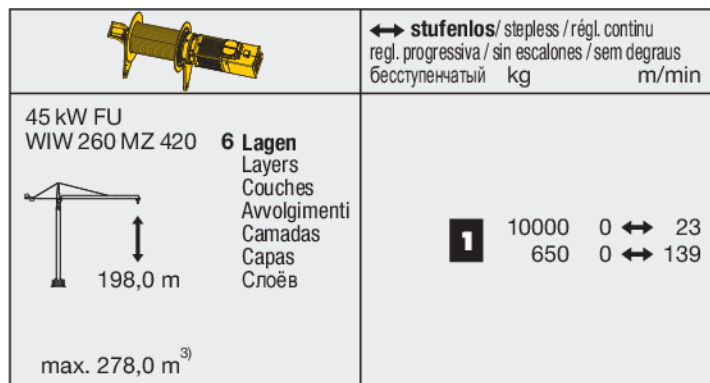 ↔ stufenlos/ stepless / régl. continu
regl. progressiva / sin escalones / sem degraus
бесступенчатый kg m/min
45 kW FU
WIW 260 MZ 420 6 Lagen
Layers
Couches
Avvolgimenti
Camadas
Capas
198,0 m Слоёв
max. 278,0 m³⁾
1 10000 0 ↔ 23
650 0 ↔ 139